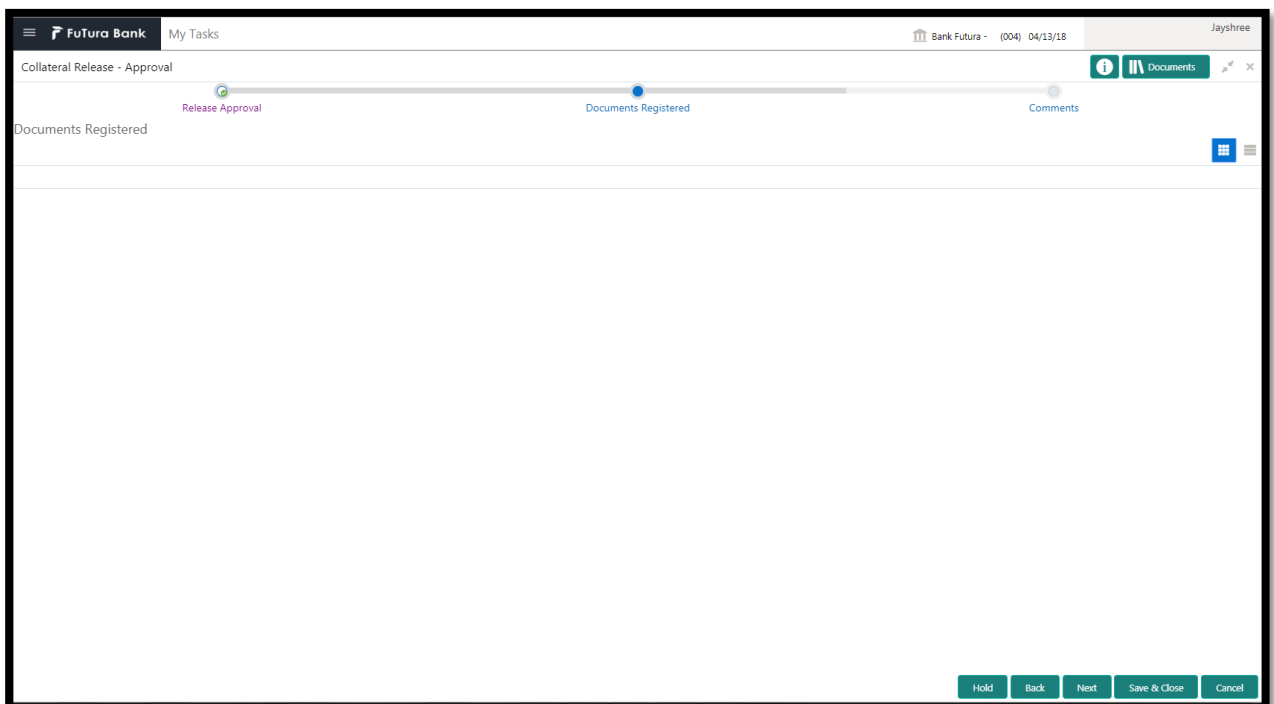 FuTura Bank
My Tasks
Bank Futura - (004) 04/13/18
Jayshree
Collateral Release - Approval
i
Documents
Release Approval
Documents Registered
Comments
Documents Registered
Hold
Back
Next
Save & Close
Cancel